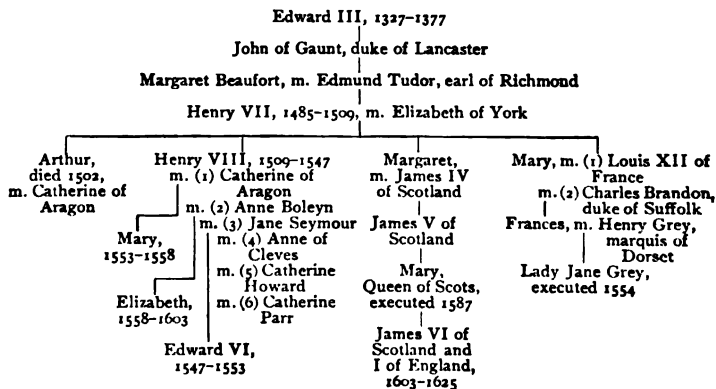 Edward III, 1327-1377
John of Gaunt, duke of Lancaster
Margaret Beaufort, m. Edmund Tudor, earl of Richmond
Henry VII, 1485-1509, m. Elizabeth of York
Arthur,
died 1502,
m. Catherine of
Aragon
Henry VIII, 1509-1547
m. (1) Catherine of
Aragon
m. (2) Anne Boleyn
m. (3) Jane Seymour
m. (4) Anne of
Cleves
m. (5) Catherine
Howard
m. (6) Catherine
Parr
Mary,
1553-1558
Elizabeth,
1558-1603
Edward VI,
1547-1553
Margaret,
m. James IV
of Scotland
James V of
Scotland
Mary,
Queen of Scots,
executed 1587
James VI of
Scotland and
I of England,
1603-1625
Mary, m. (1) Louis XII of
France
m. (2) Charles Brandon,
duke of Suffolk
Frances, m. Henry Grey,
marquis of
Dorset
Lady Jane Grey,
executed 1554